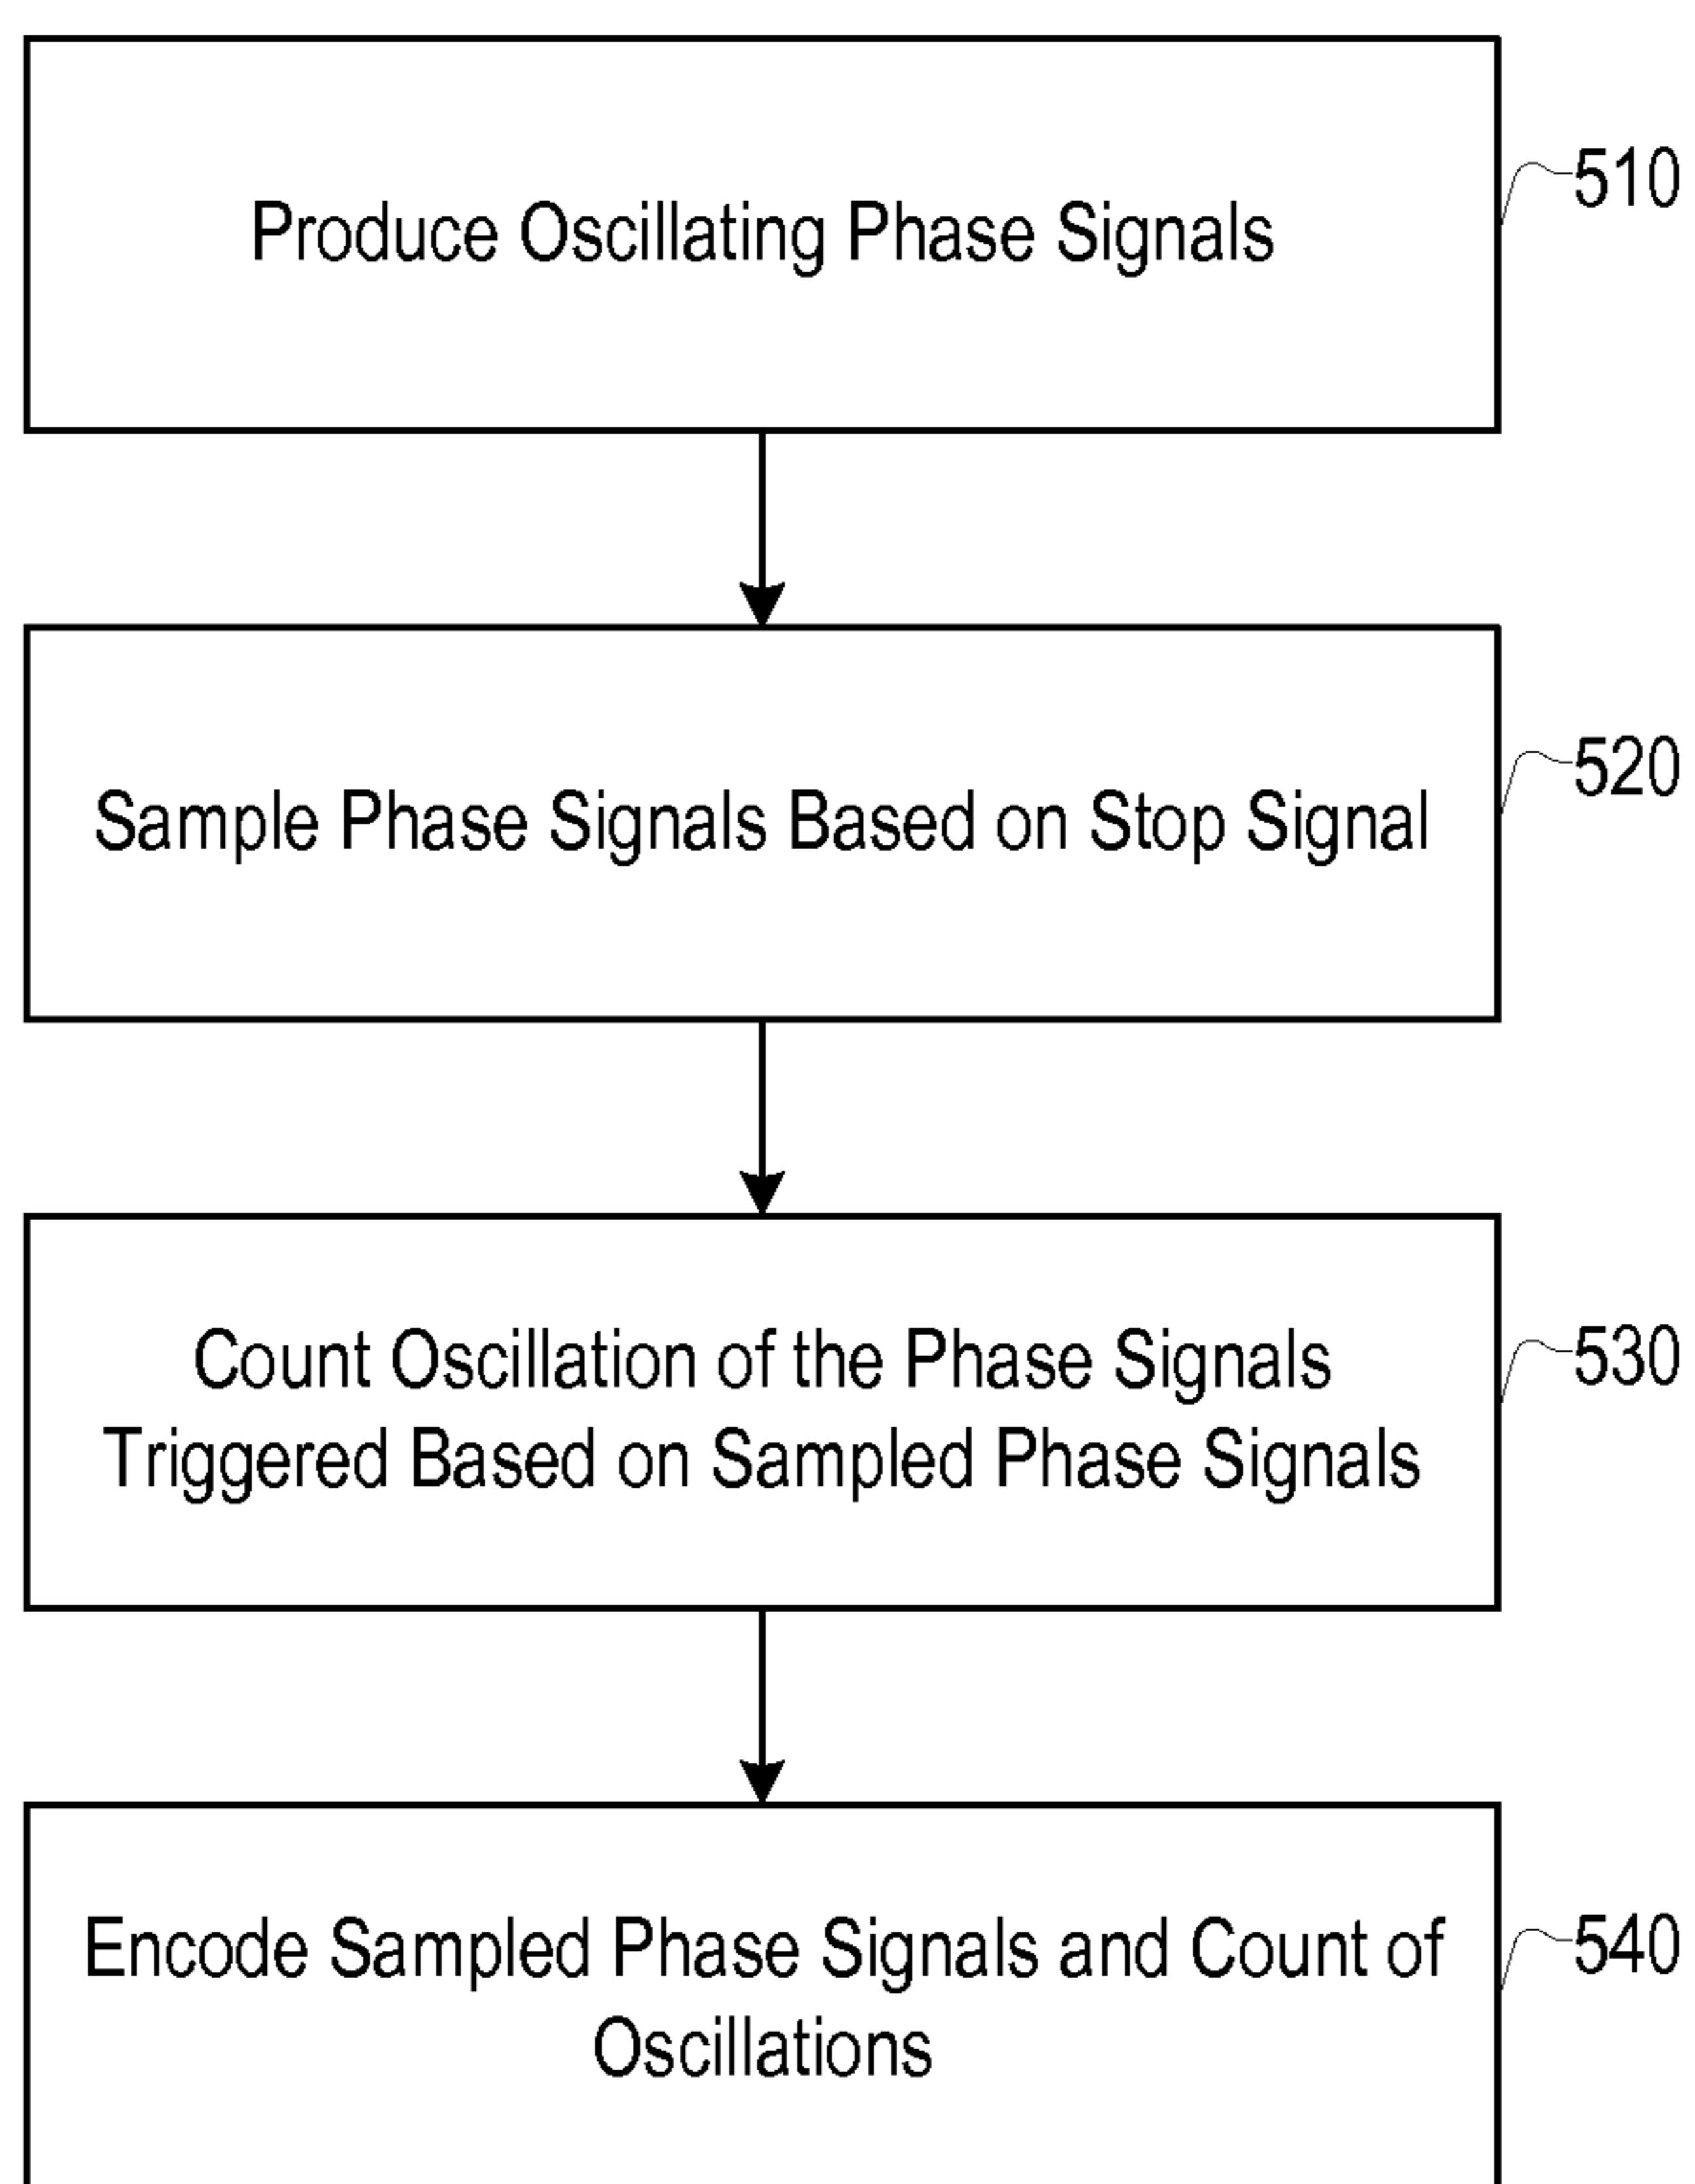 Produce Oscillating Phase Signals
510
Sample Phase Signals Based on Stop Signal
520
Count Oscillation of the Phase Signals
Triggered Based on Sampled Phase Signals
530
Encode Sampled Phase Signals and Count of
Oscillations
540